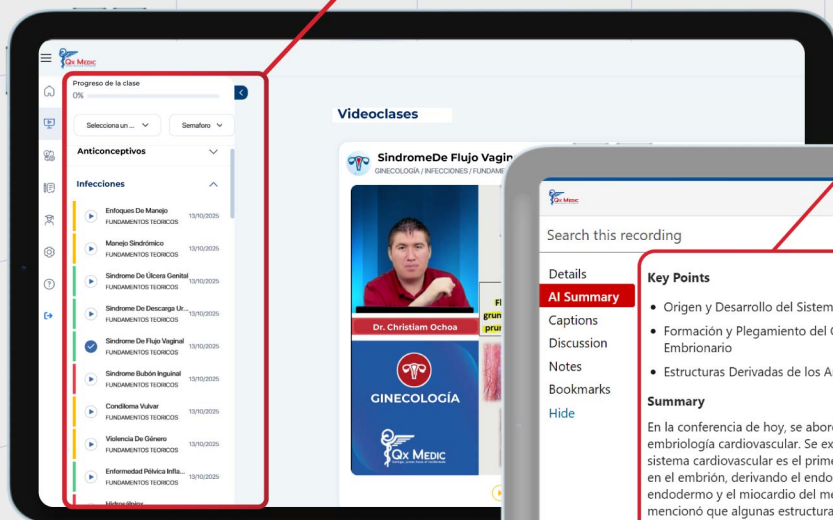 Qx Medic
Progreso de la clase
0%
Selecciona un ...
Semaforo
Anticonceptivos
Infecciones
Enfoques De Manejo
FUNDAMENTOS TEORICOS
13/10/2025
Manejo Sindrómico
FUNDAMENTOS TEORICOS
13/10/2025
Sindrome De Úlcera Genital
FUNDAMENTOS TEORICOS
13/10/2025
Sindrome De Descarga Ur...
FUNDAMENTOS TEORICOS
13/10/2025
Sindrome De Flujo Vaginal
FUNDAMENTOS TEORICOS
13/10/2025
Sindrome Bubón Inguinal
FUNDAMENTOS TEORICOS
13/10/2025
Condiloma Vulvar
FUNDAMENTOS TEORICOS
13/10/2025
Violencia De Género
FUNDAMENTOS TEORICOS
13/10/2025
Enfermedad Pélvica Infla...
FUNDAMENTOS TEORICOS
13/10/2025
Videoclases
SindromeDe Flujo Vagin
GINECOLOGÍA / INFECCIONES / FUNDAME
Dr. Christiam Ochoa
Fl
grun
prur
GINECOLOGÍA
Qx Medic
Qx Medic
Search this recording
Details
AI Summary
Captions
Discussion
Notes
Bookmarks
Hide
Key Points
• Origen y Desarrollo del Sistem
• Formación y Plegamiento del
Embrionario
• Estructuras Derivadas de los A
Summary
En la conferencia de hoy, se abor
embriología cardiovascular. Se ex
sistema cardiovascular es el prime
en el embrión, derivando el endo
endodermo y el miocardio del me
mencionó que algunas estructura